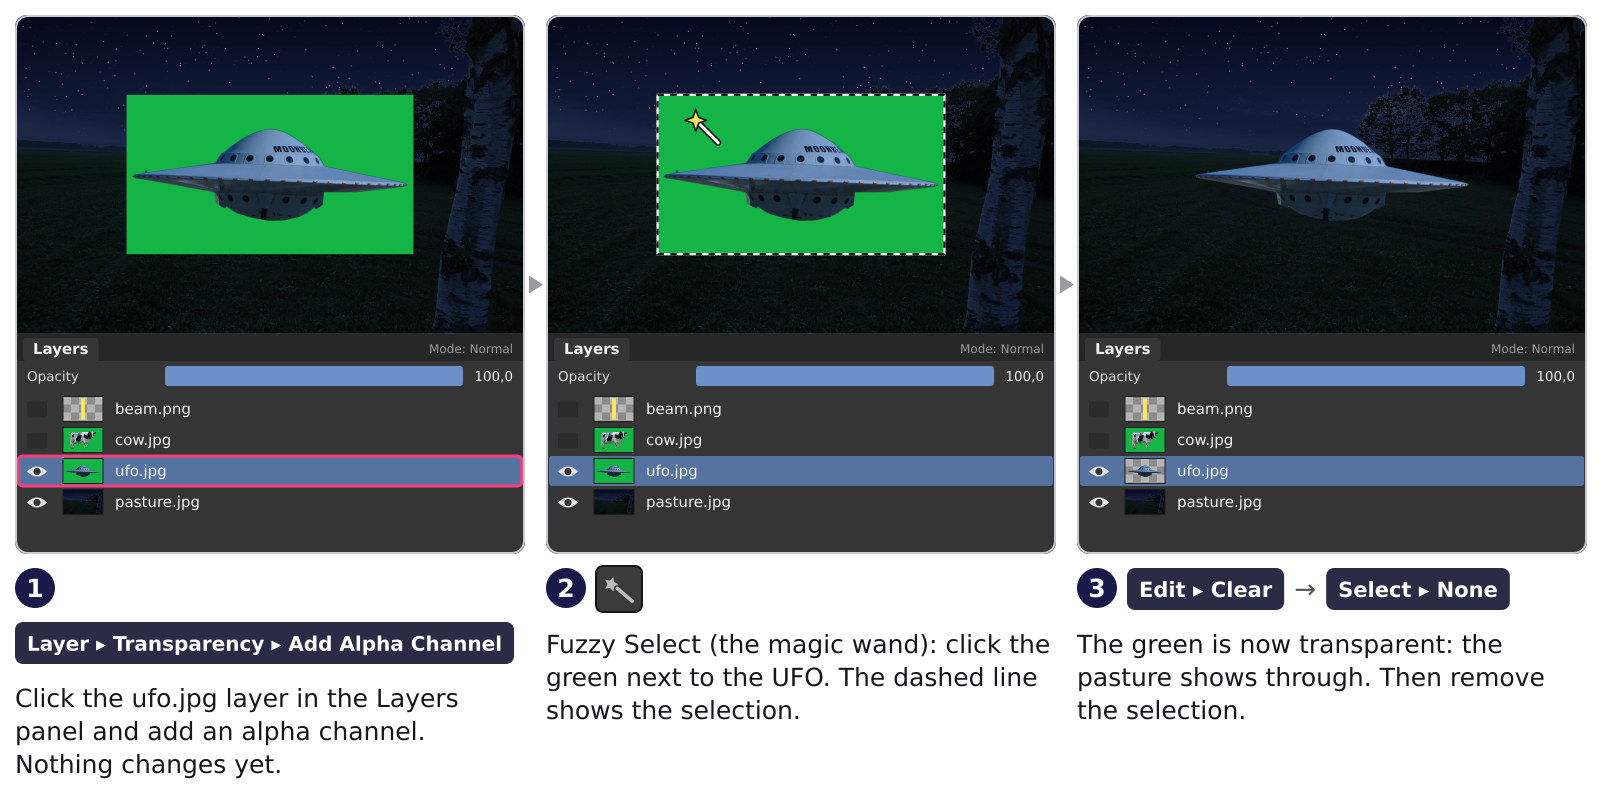 Layers
Mode: Normal
Opacity
100,0
beam.png
cow.jpg
ufo.jpg
pasture.jpg
1
Layer ▸ Transparency ▸ Add Alpha Channel
Click the ufo.jpg layer in the Layers
panel and add an alpha channel.
Nothing changes yet.
Layers
Mode: Normal
Opacity
100,0
beam.png
cow.jpg
ufo.jpg
pasture.jpg
2
Fuzzy Select (the magic wand): click the
green next to the UFO. The dashed line
shows the selection.
Layers
Mode: Normal
Opacity
100,0
beam.png
cow.jpg
ufo.jpg
pasture.jpg
3 Edit ▸ Clear → Select ▸ None
The green is now transparent: the
pasture shows through. Then remove
the selection.